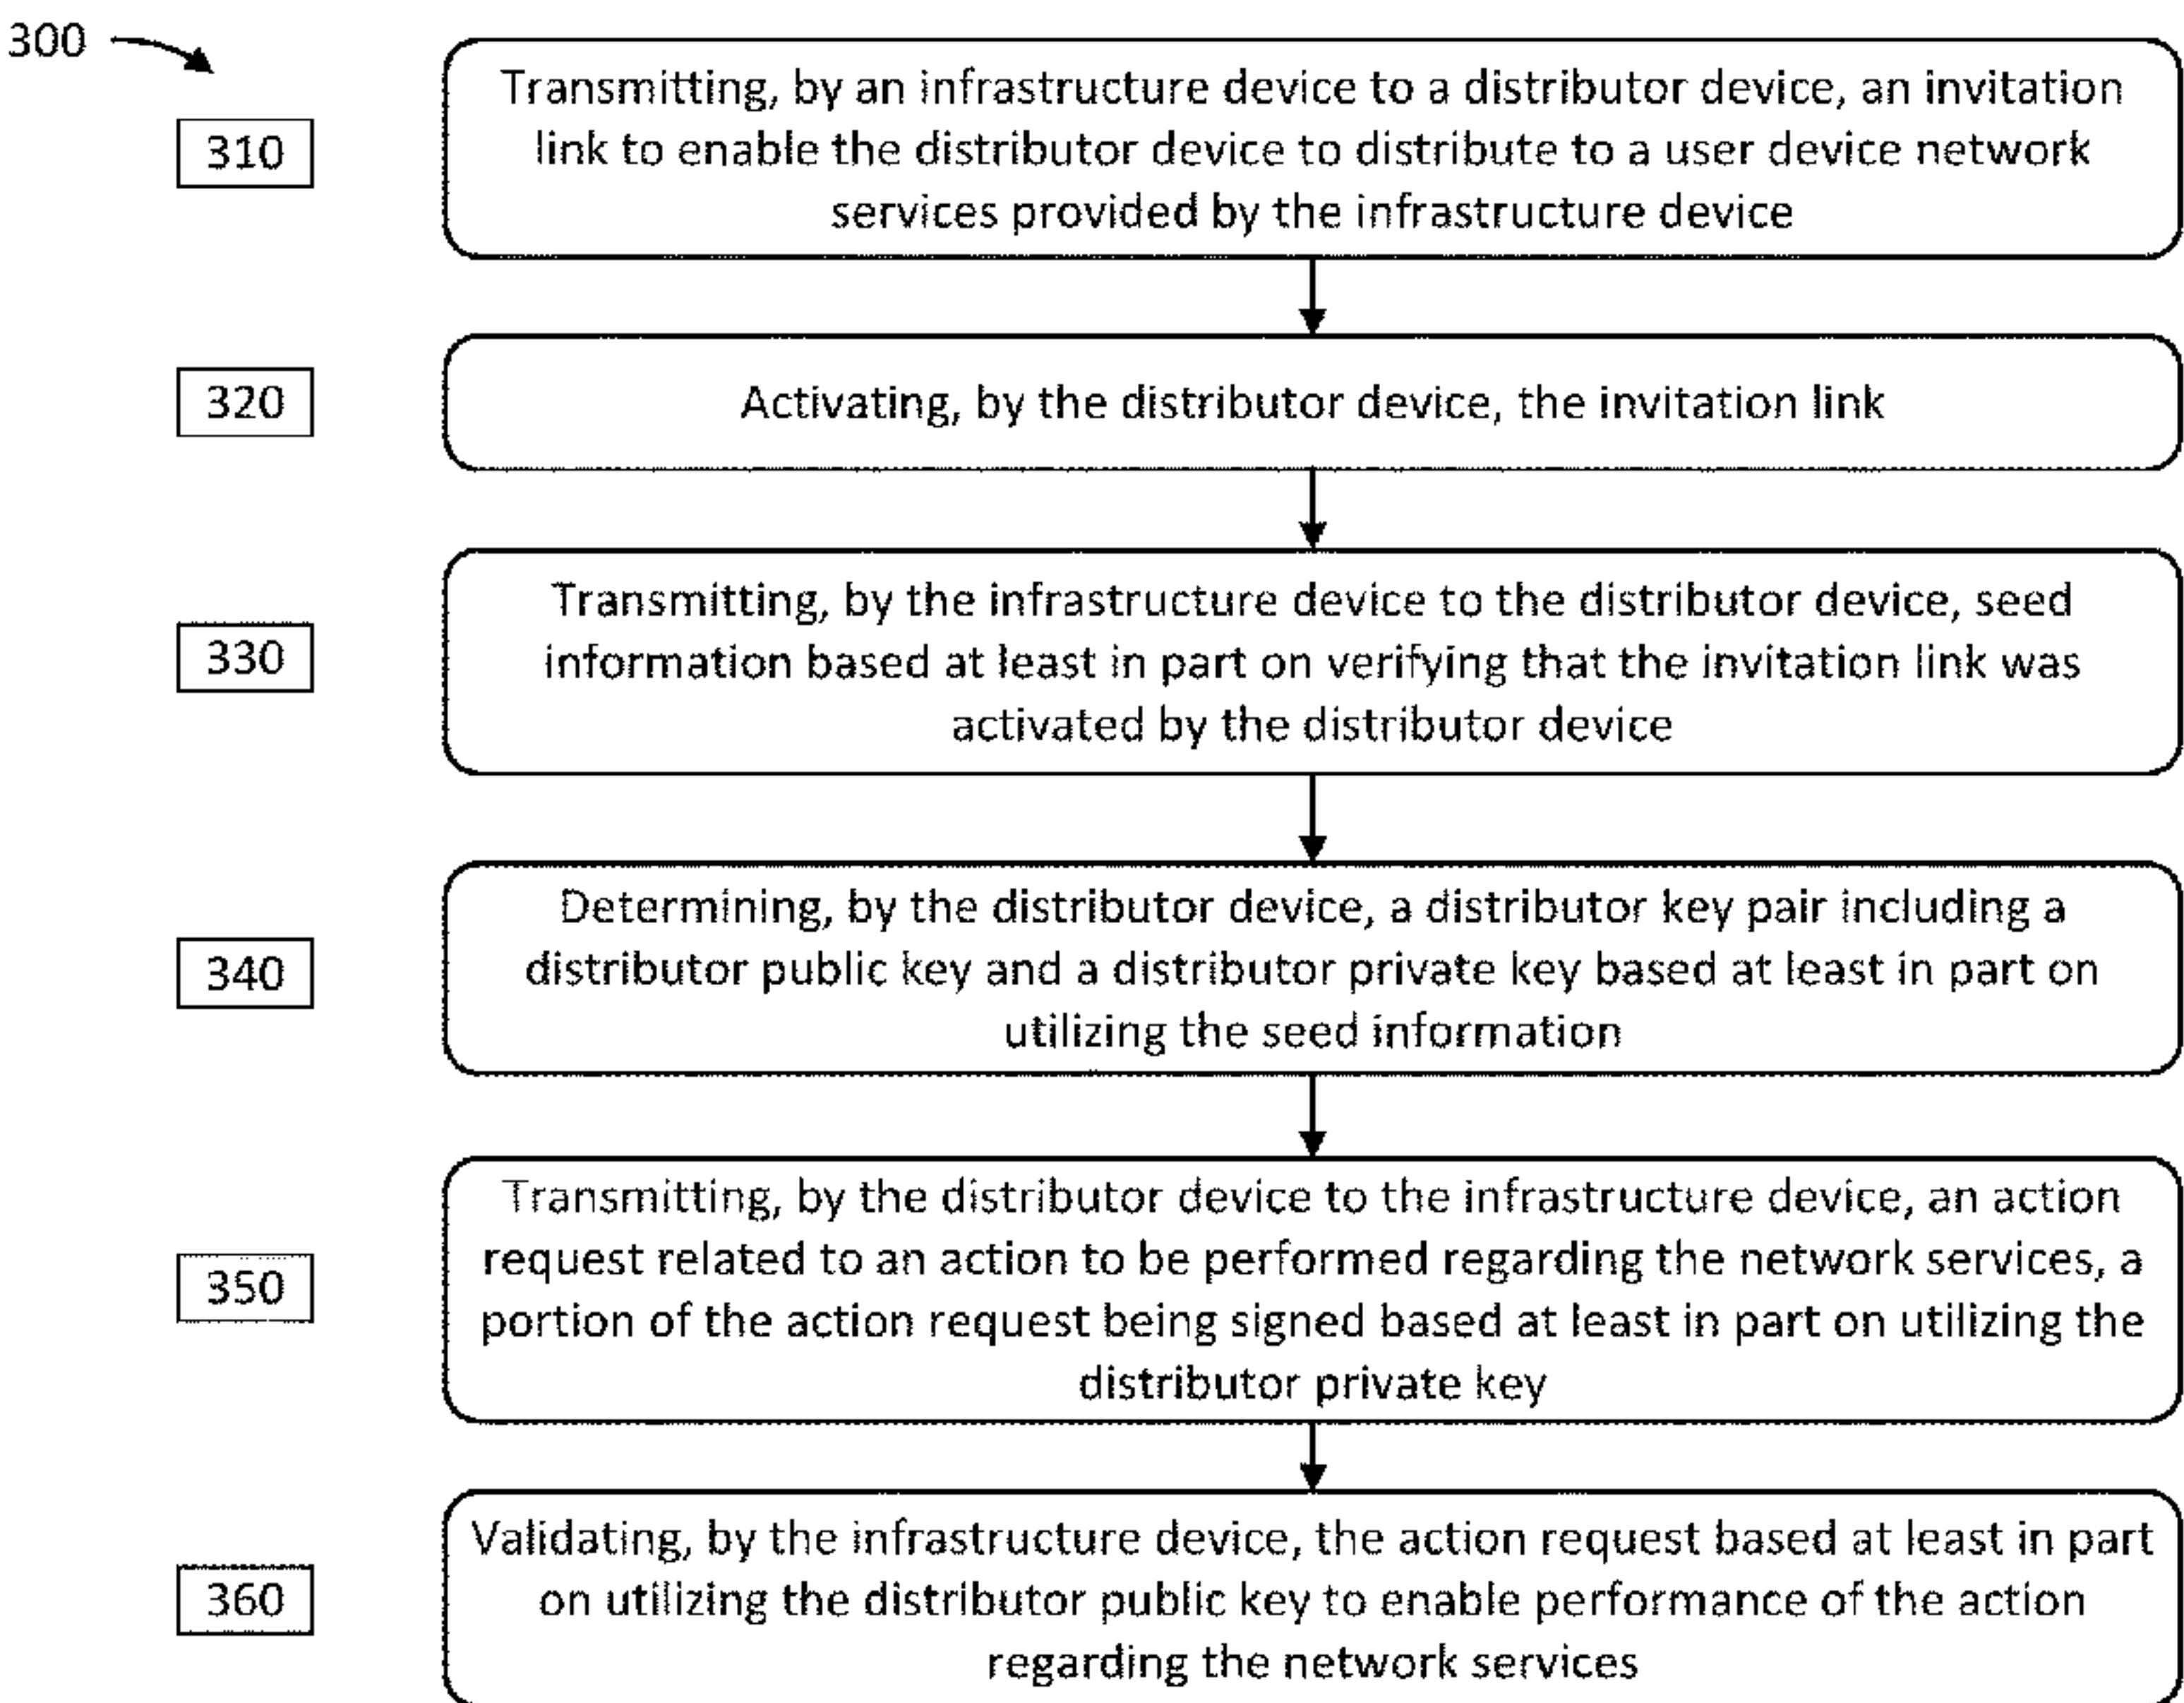 300
310
Transmitting, by an infrastructure device to a distributor device, an invitation
link to enable the distributor device to distribute to a user device network
services provided by the infrastructure device
320
Activating, by the distributor device, the invitation link
330
Transmitting, by the infrastructure device to the distributor device, seed
information based at least in part on verifying that the invitation link was
activated by the distributor device
340
Determining, by the distributor device, a distributor key pair including a
distributor public key and a distributor private key based at least in part on
utilizing the seed information
350
Transmitting, by the distributor device to the infrastructure device, an action
request related to an action to be performed regarding the network services, a
portion of the action request being signed based at least in part on utilizing the
distributor private key
360
Validating, by the infrastructure device, the action request based at least in part
on utilizing the distributor public key to enable performance of the action
regarding the network services